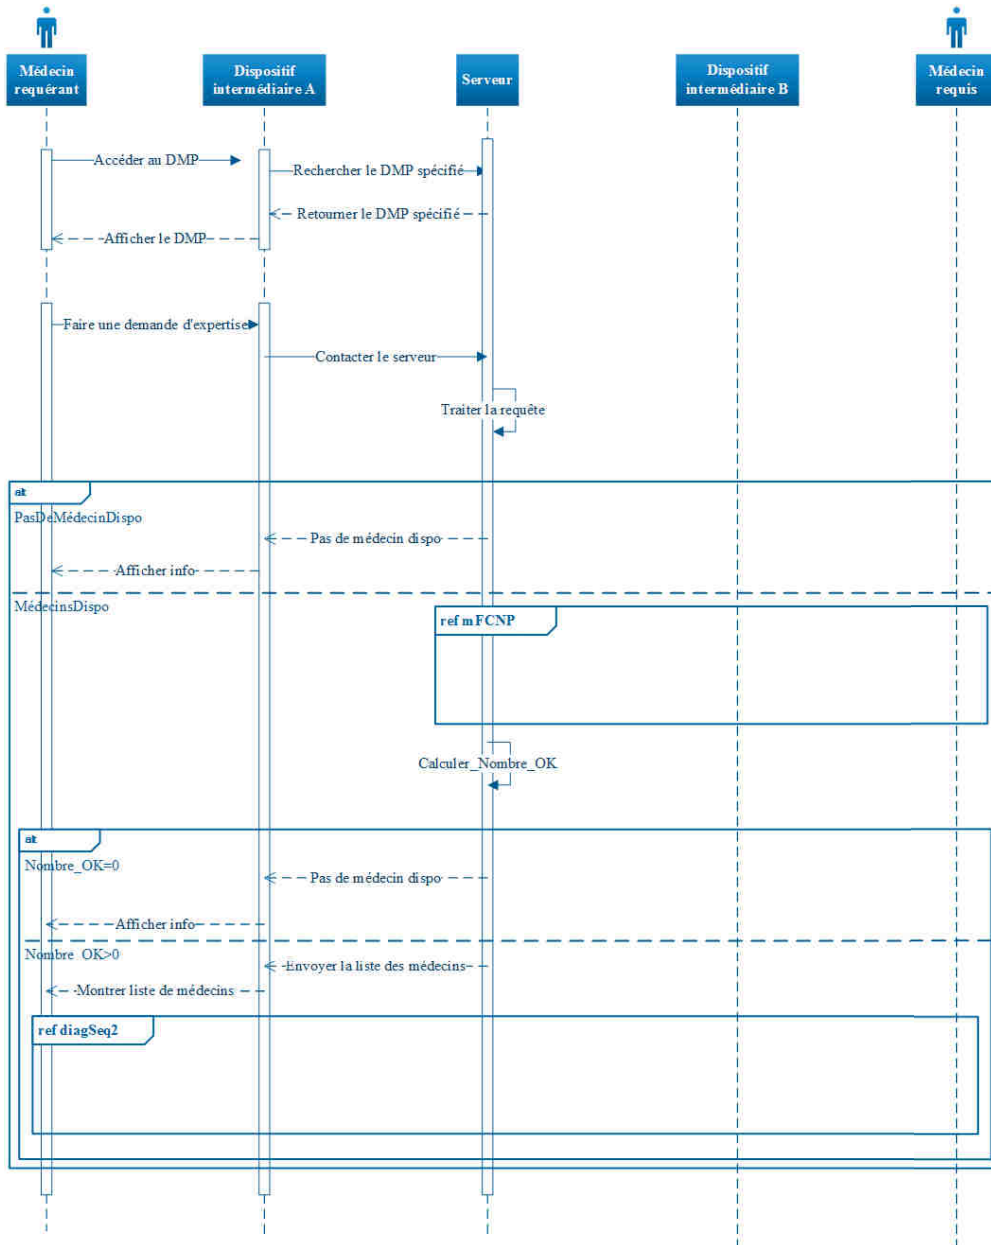 Médecin
requérant
Dispositif
intermédiaire A
Serveur
Dispositif
intermédiaire B
Médecin
requis
Accéder au DMP
Rechercher le DMP spécifié
Retourner le DMP spécifié
Afficher le DMP
Faire une demande d'expertise
Contacter le serveur
Traiter la requête
alt
PasDeMédecinDispo
Pas de médecin dispo
Afficher info
MédecinsDispo
ref mFCNP
Calculer_Nombre_OK
alt
Nombre_OK=0
Pas de médecin dispo
Afficher info
Nombre_OK>0
Envoyer la liste des médecins
Montrer liste de médecins
ref diagSeq2